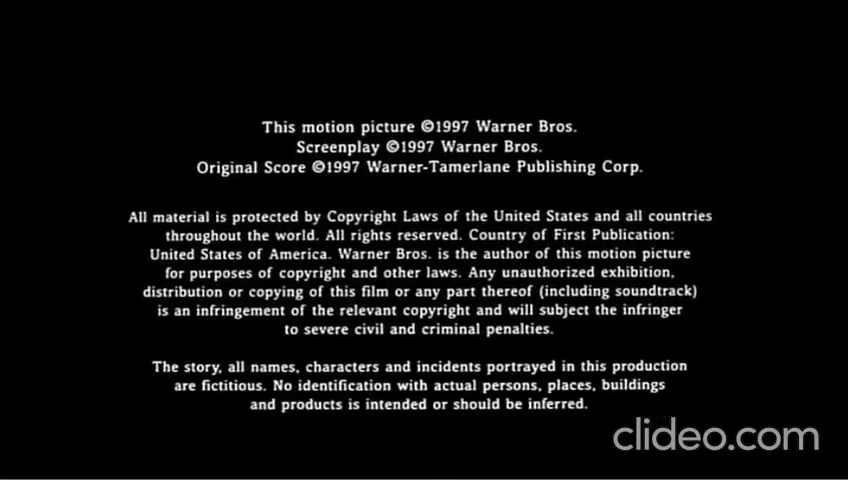 This motion picture ©1997 Warner Bros.
Screenplay ©1997 Warner Bros.
Original Score ©1997 Warner-Tamerlane Publishing Corp.
All material is protected by Copyright Laws of the United States and all countries
throughout the world. All rights reserved. Country of First Publication:
United States of America. Warner Bros. is the author of this motion picture
for purposes of copyright and other laws. Any unauthorized exhibition,
distribution or copying of this film or any part thereof (including soundtrack)
is an infringement of the relevant copyright and will subject the infringer
to severe civil and criminal penalties.
The story, all names, characters and incidents portrayed in this production
are fictitious. No identification with actual persons, places, buildings
and products is intended or should be inferred.
clideo.com